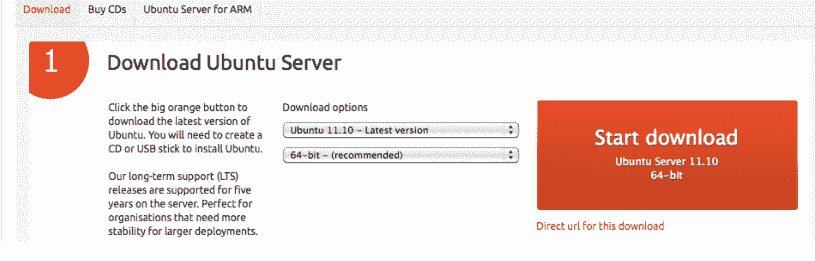 Download Buy CDs Ubuntu Server for ARM
1 Download Ubuntu Server
Click the big orange button to
download the latest version of
Ubuntu. You will need to create a
CD or USB stick to install Ubuntu.
Our long-term support (LTS)
releases are supported for five
years on the server. Perfect for
organisations that need more
stability for larger deployments.
Download options
Ubuntu 11.10 - Latest version
64-bit - (recommended)
Start download
Ubuntu Server 11.10
64-bit
Direct url for this download